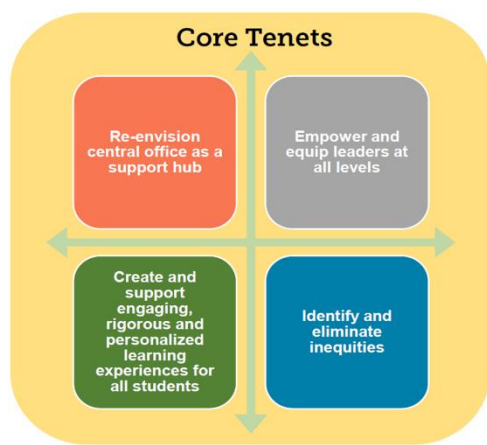 Core Tenets
Re-envision
central office as a
support hub
Empower and
equip leaders at
all levels
Create and
support
engaging,
rigorous and
personalized
learning
experiences for
all students
Identify and
eliminate
inequities